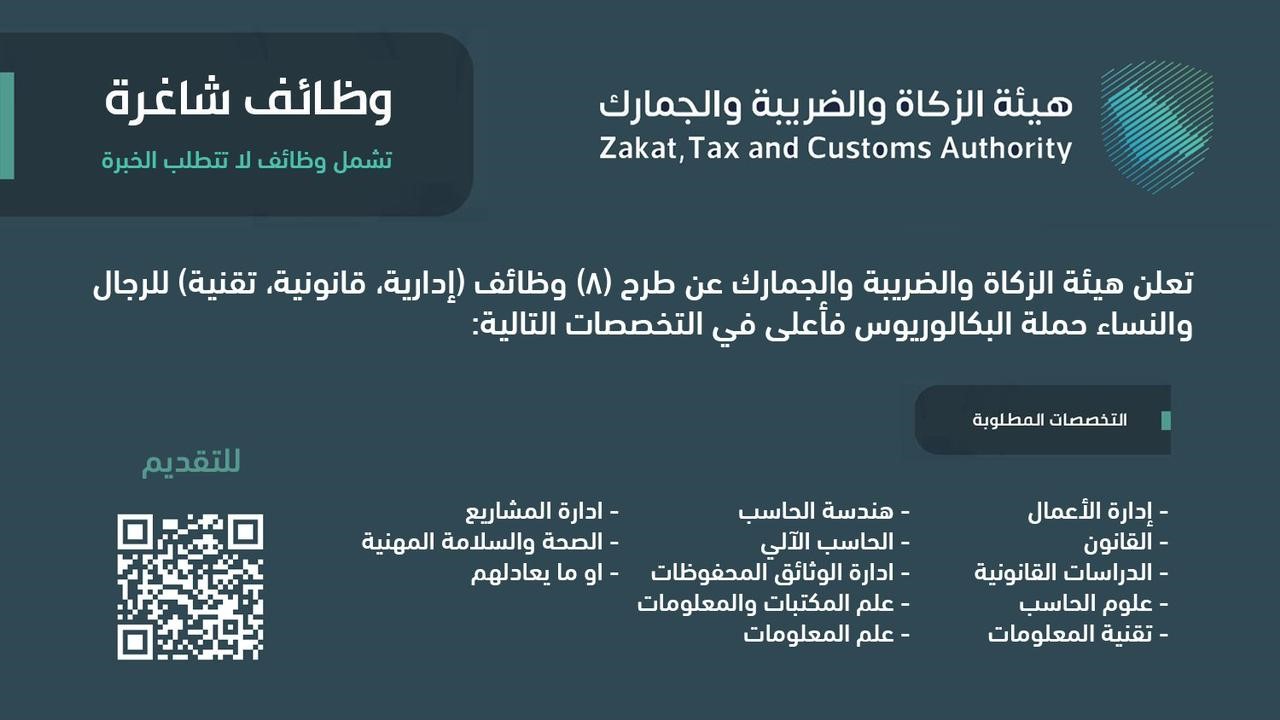 هيئة الزكاة والضريبة والجمارك
Zakat, Tax and Customs Authority
وظائف شاغرة
تشمل وظائف لا تتطلب الخبرة
تعلن هيئة الزكاة والضريبة والجمارك عن طرح (٨) وظائف (إدارية، قانونية، تقنية) للرجال
والنساء حملة البكالوريوس فأعلى في التخصصات التالية:
التخصصات المطلوبة
- إدارة الأعمال
- القانون
- الدراسات القانونية
- علوم الحاسب
- تقنية المعلومات
- هندسة الحاسب
- الحاسب الآلي
- ادارة الوثائق المحفوظات
- علم المكتبات والمعلومات
- علم المعلومات
- ادارة المشاريع
- الصحة والسلامة المهنية
- او ما يعادلهم
للتقديم